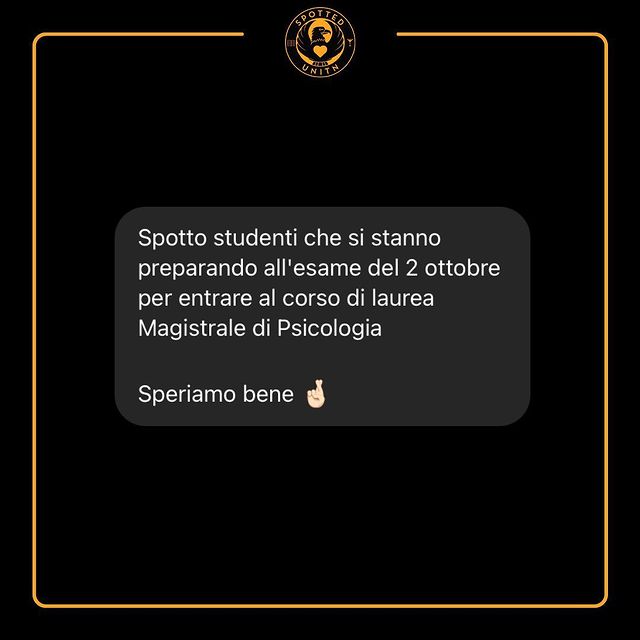 SPOTTED
UNITN
Spotto studenti che si stanno
preparando all'esame del 2 ottobre
per entrare al corso di laurea
Magistrale di Psicologia
Speriamo bene 🤞🏻